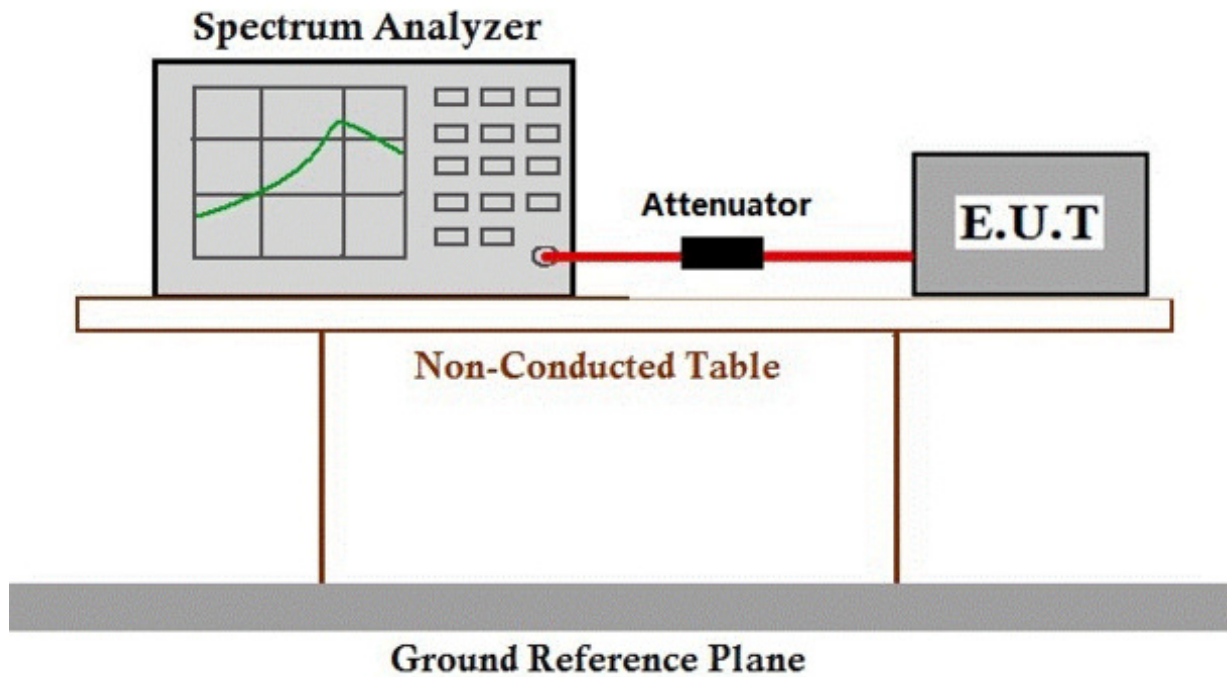 Spectrum Analyzer
Attenuator
E.U.T
Non-Conducted Table
Ground Reference Plane